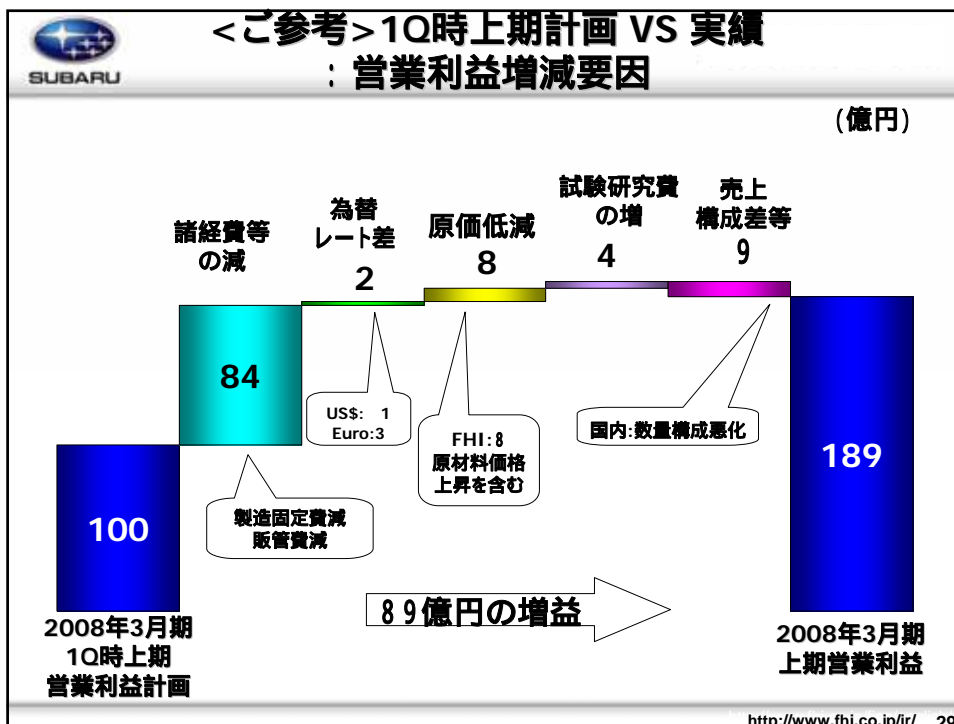 SUBARU
<ご参考>1Q時上期計画 VS 実績
：営業利益増減要因
(億円)
諸経費等
の減
84
為替
レート差
2
原価低減
8
試験研究費
の増
4
売上
構成差等
9
US$: 1
Euro:3
FHI:8
原材料価格
上昇を含む
国内:数量構成悪化
製造固定費減
販管費減
100
189
89億円の増益
2008年3月期
1Q時上期
営業利益計画
2008年3月期
上期営業利益
http://www.fhi.co.jp/ir/ 29